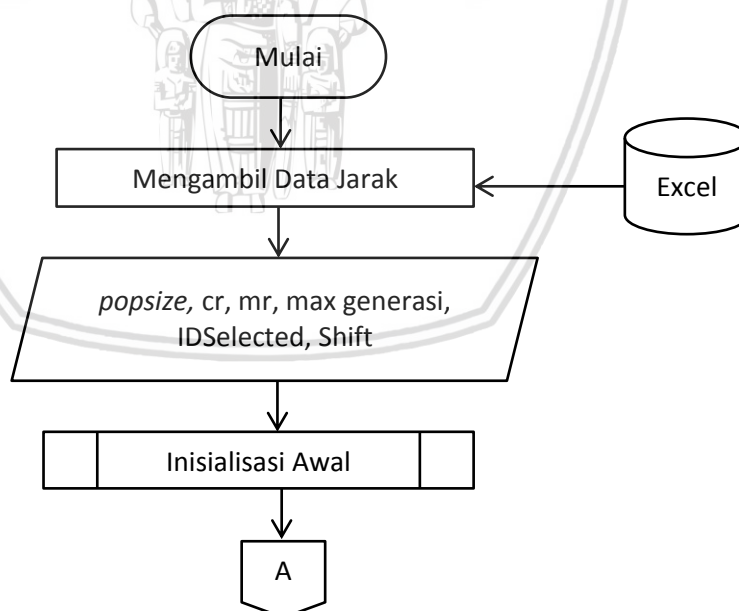 Mulai
Mengambil Data Jarak
Excel
popsize, cr, mr, max generasi,
IDSelected, Shift
Inisialisasi Awal
A